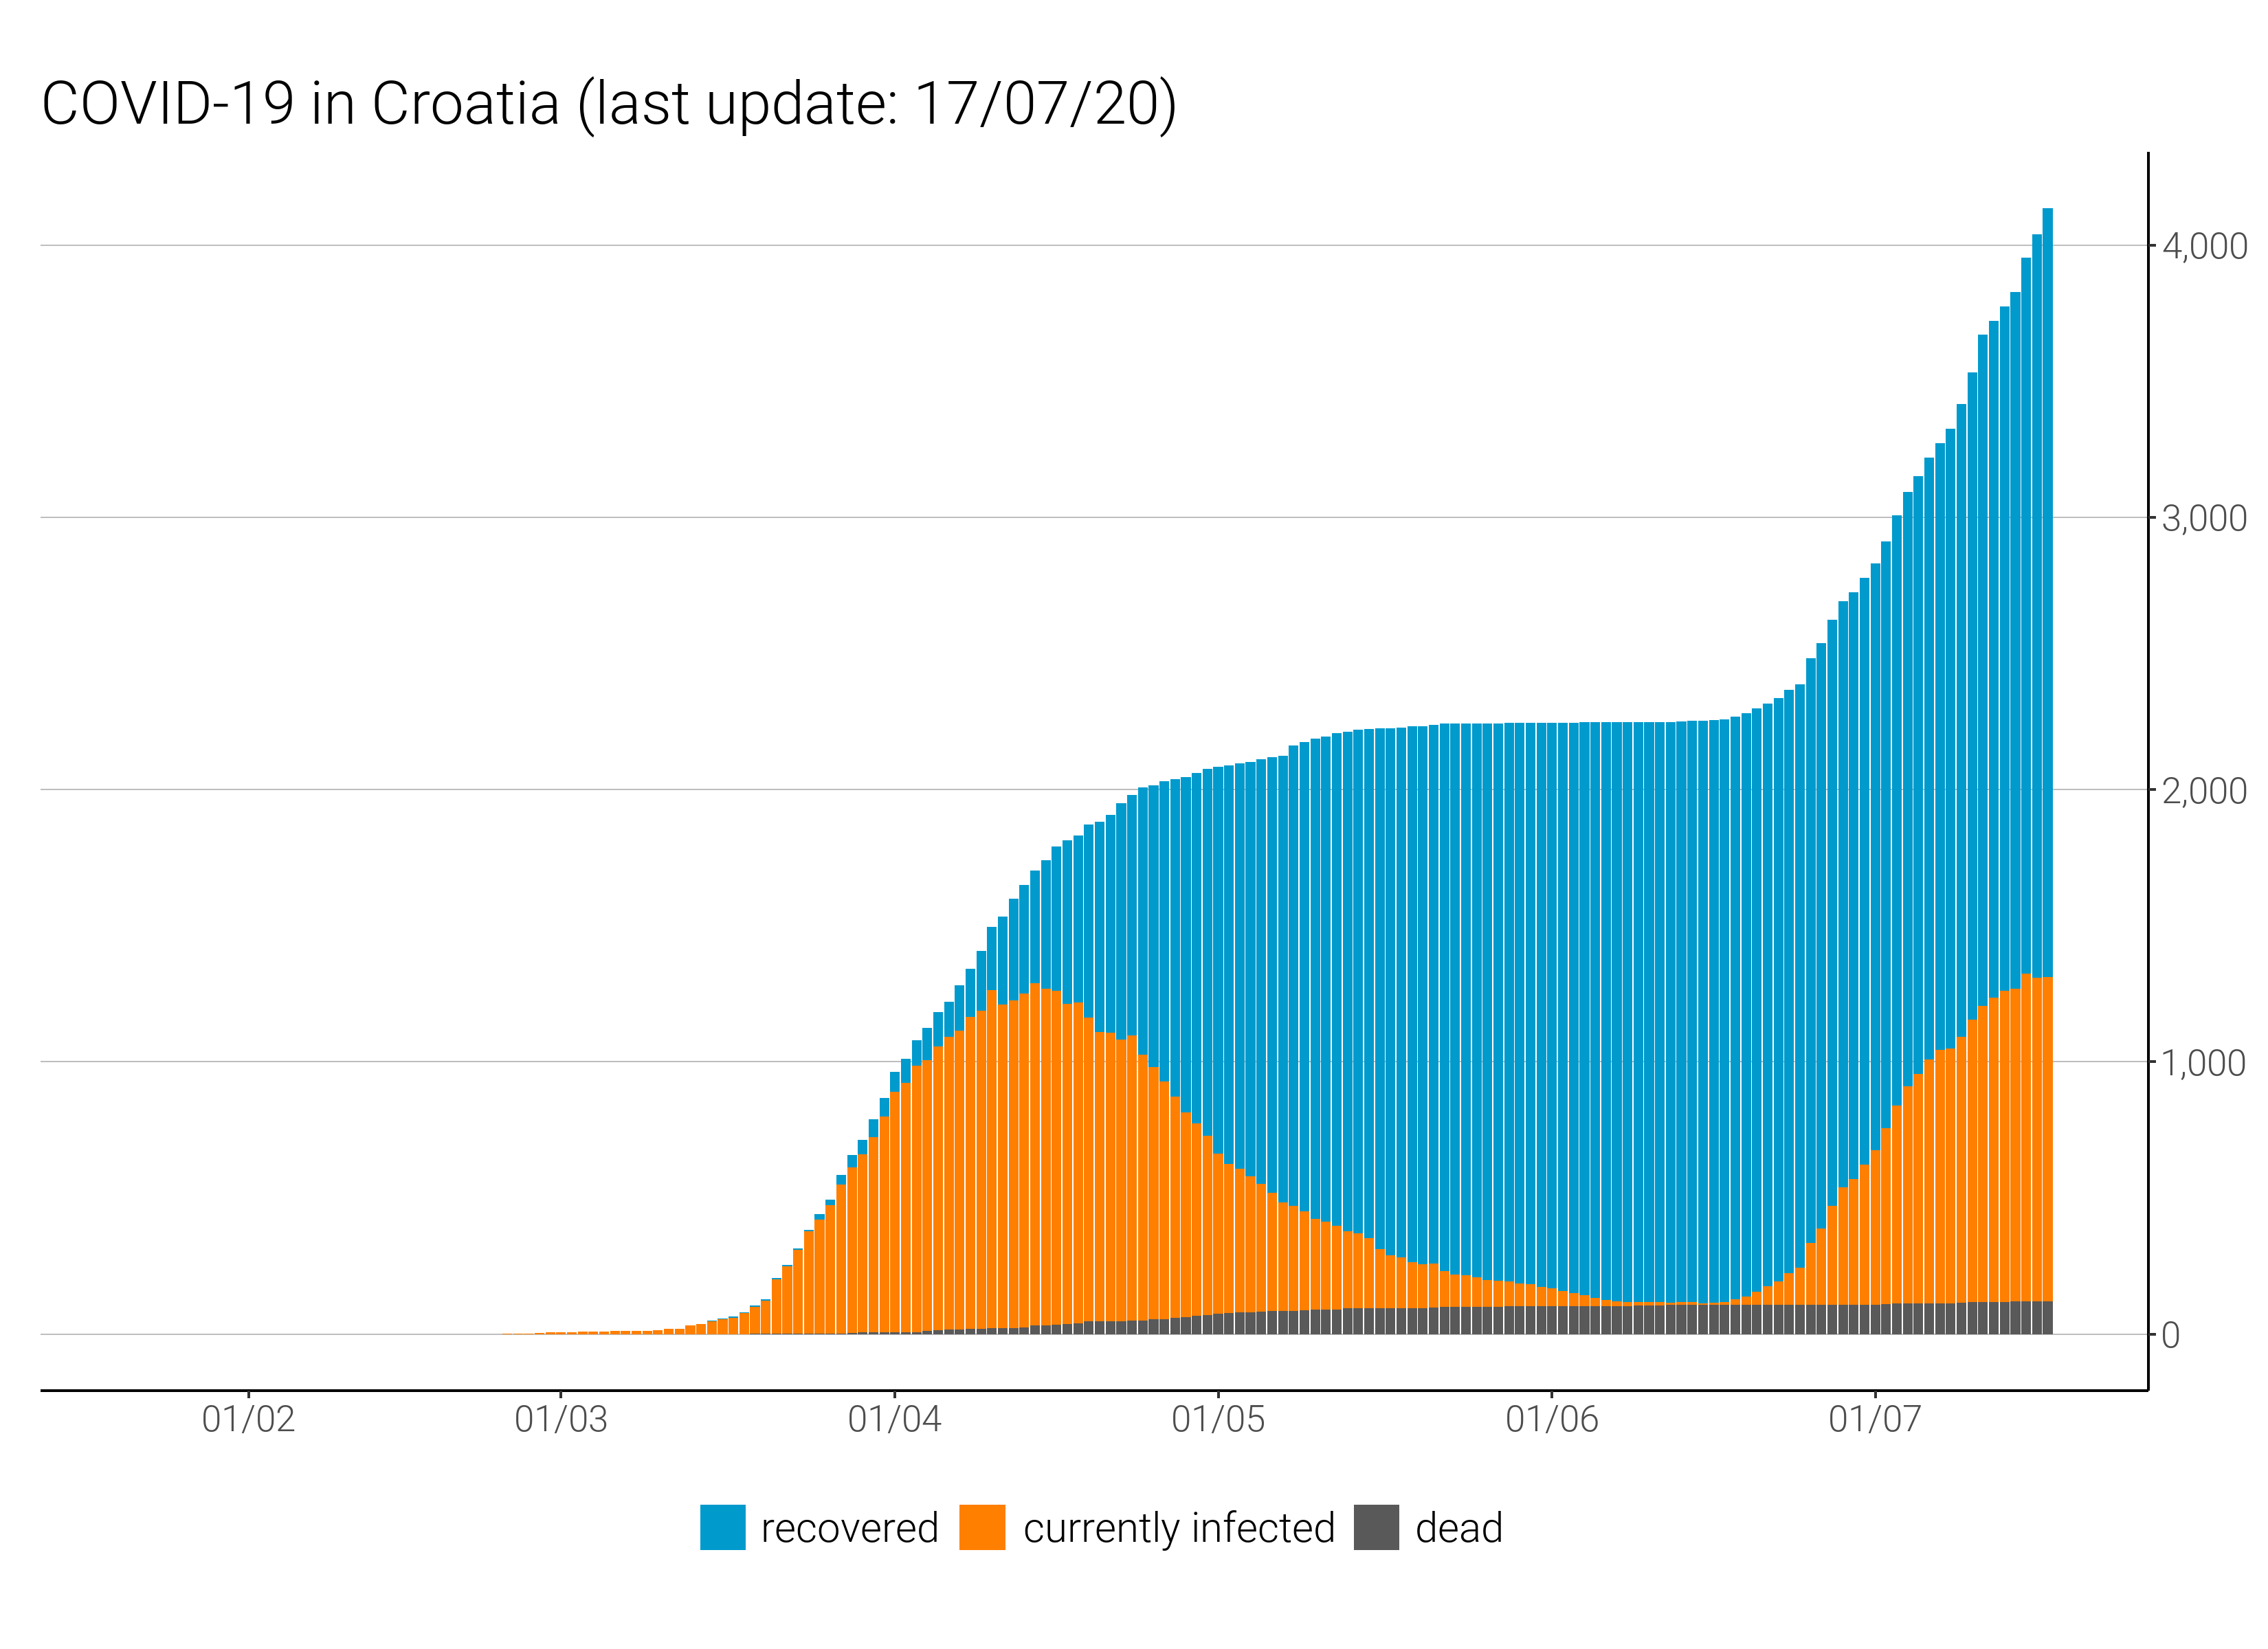 COVID-19 in Croatia (last update: 17/07/20)
4,000
3,000
2,000
1,000
0
01/02 01/03 01/04 01/05 01/06 01/07
recovered currently infected dead